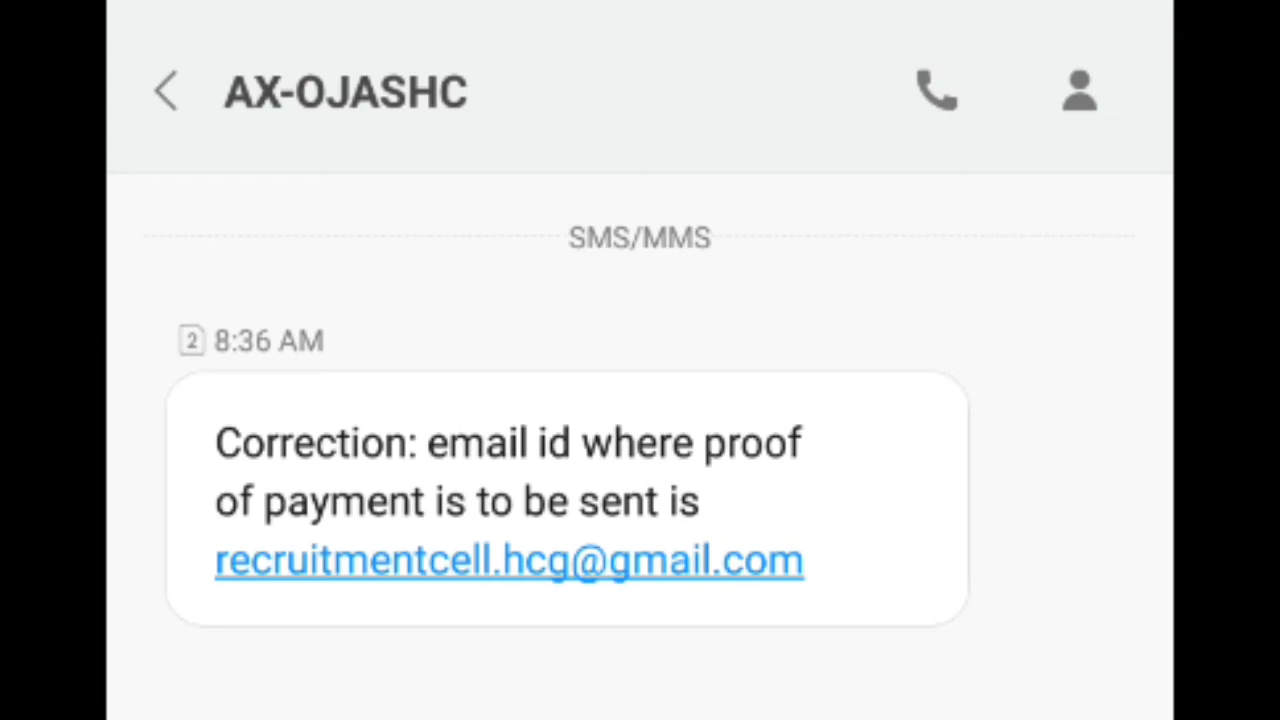 AX-OJASHC
SMS/MMS
2 8:36 AM
Correction: email id where proof
of payment is to be sent is
recruitmentcell.hcg@gmail.com